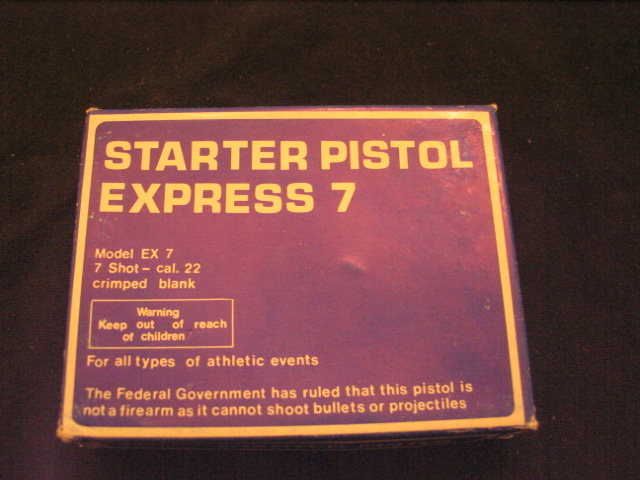 STARTER PISTOL
EXPRESS 7
Model EX 7
7 Shot – cal. 22
crimped blank
Warning
Keep out of reach
of children
For all types of athletic events
The Federal Government has ruled that this pistol is
not a firearm as it cannot shoot bullets or projectiles